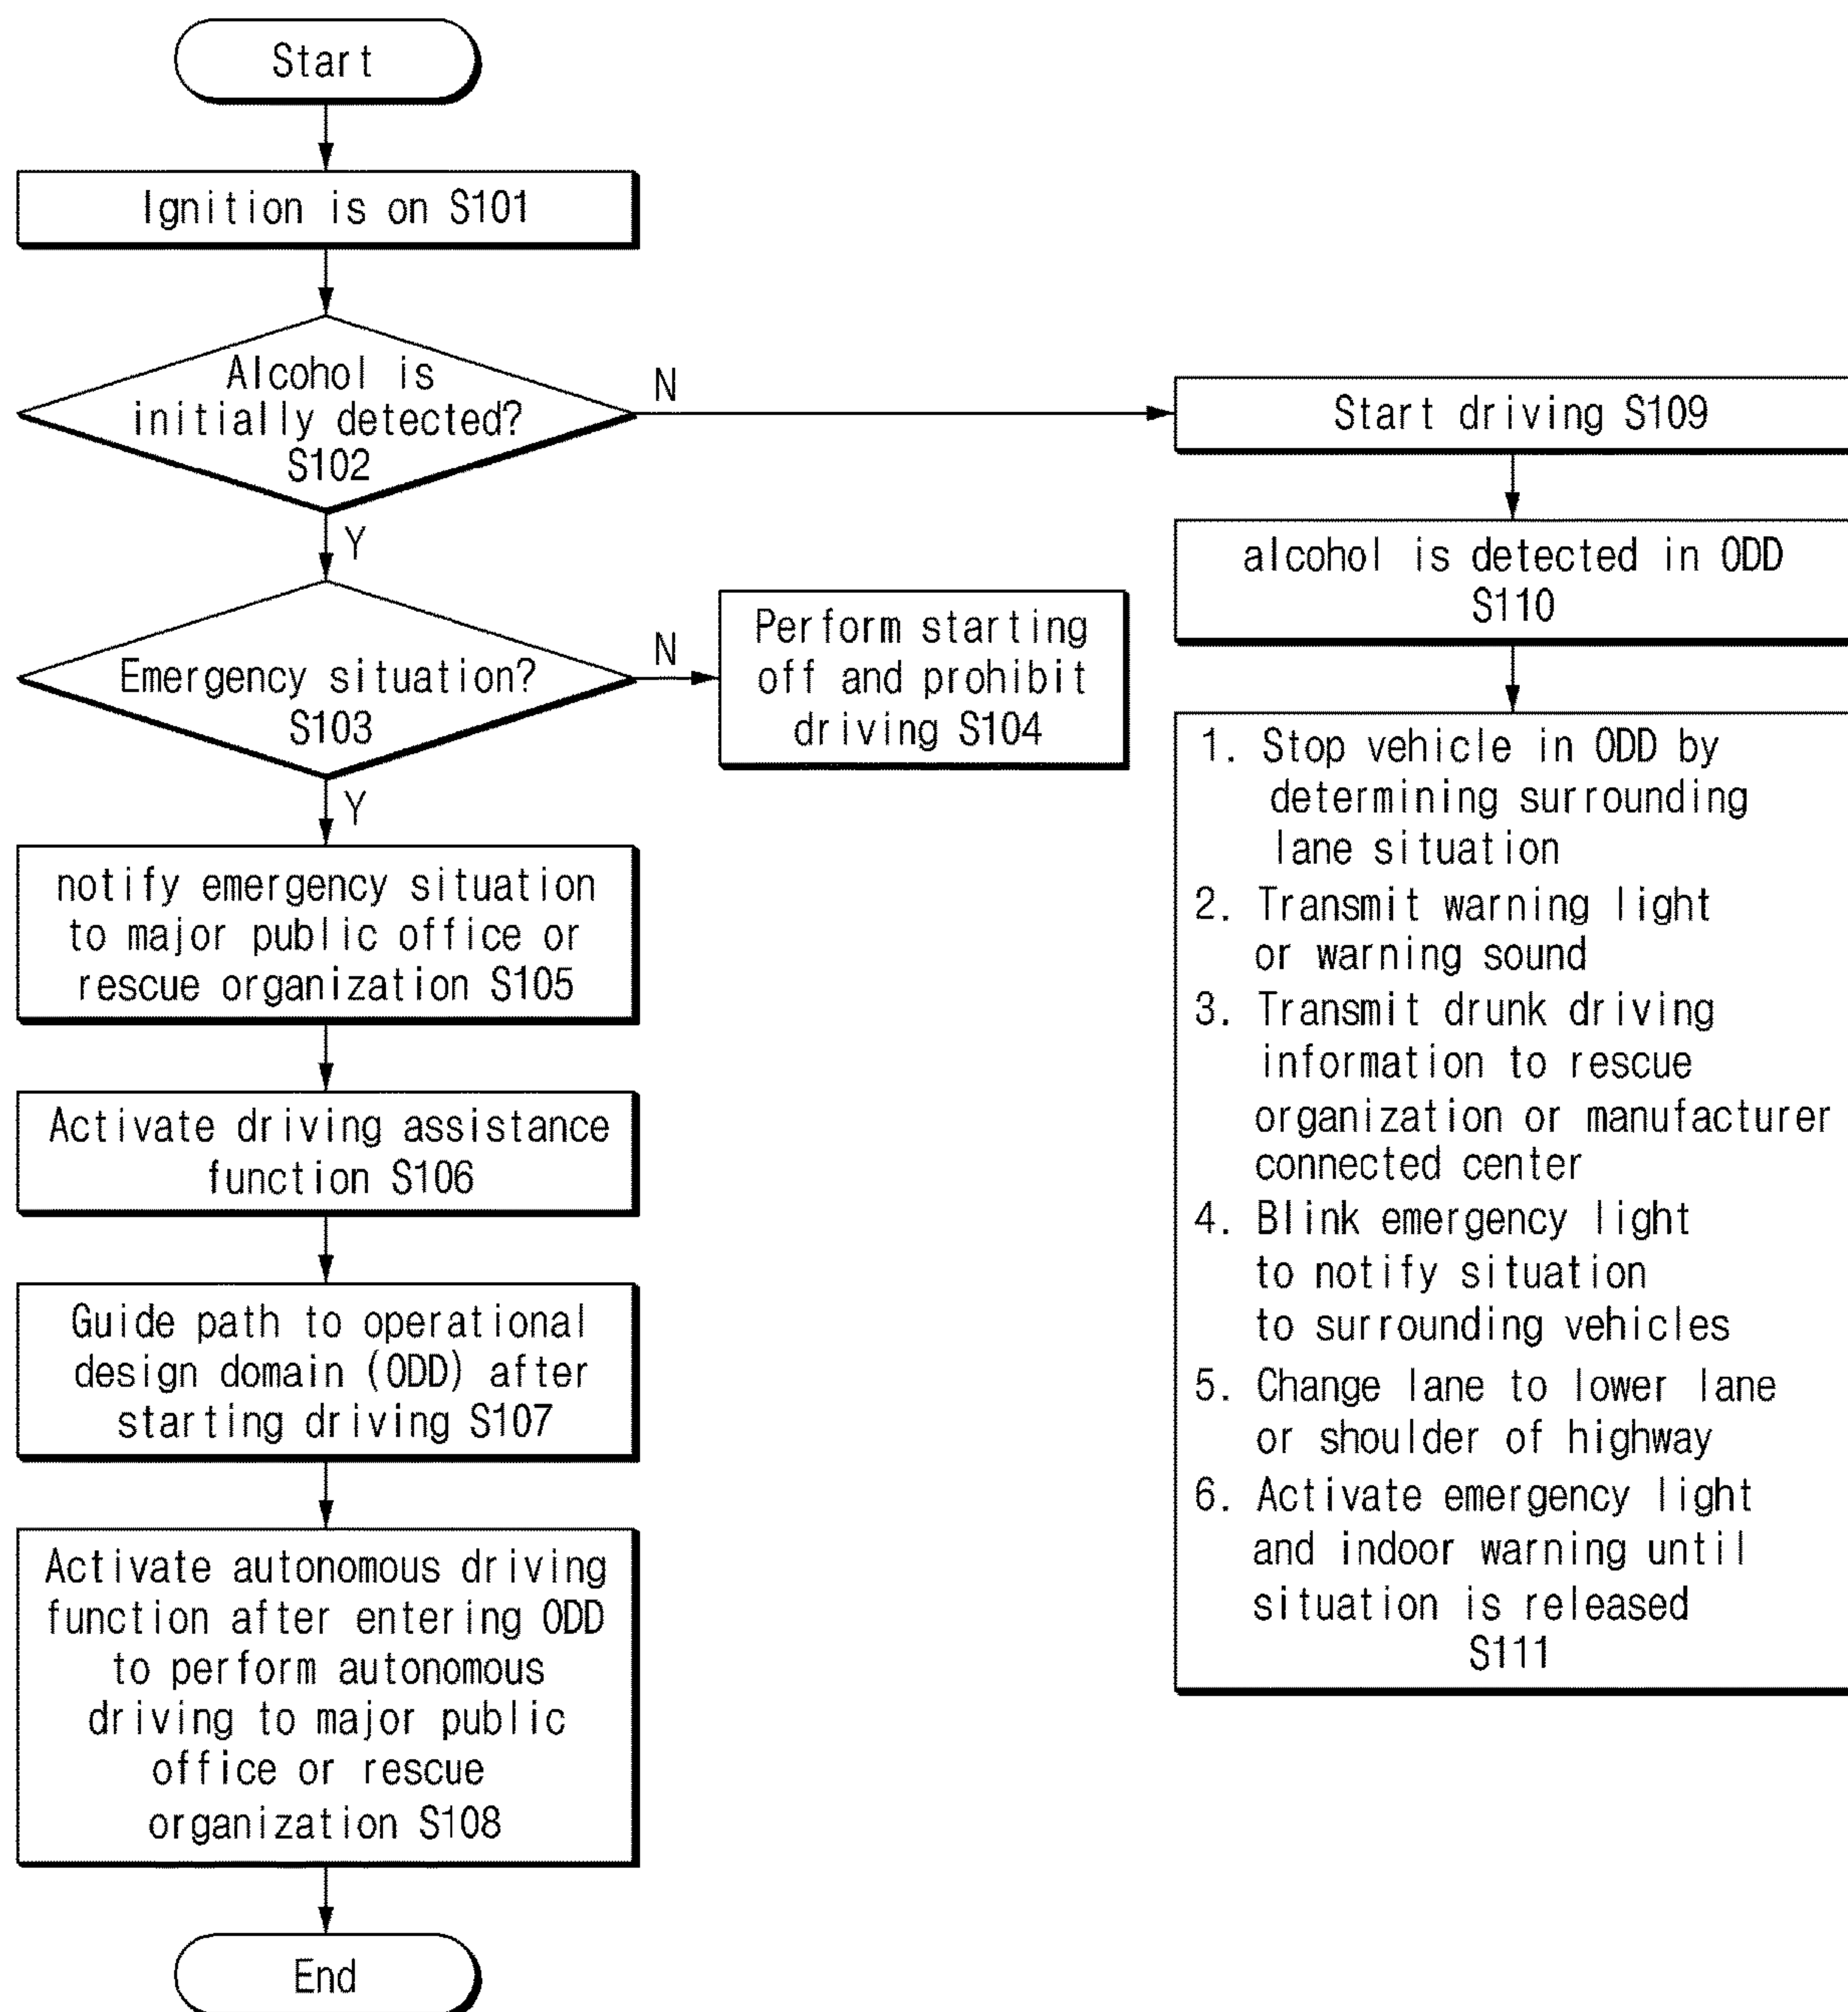 Start
Ignition is on S101
Alcohol is
initially detected?
S102
N
Y
Emergency situation?
S103
N
Perform starting
off and prohibit
driving S104
Y
notify emergency situation
to major public office or
rescue organization S105
Activate driving assistance
function S106
Guide path to operational
design domain (ODD) after
starting driving S107
Activate autonomous driving
function after entering ODD
to perform autonomous
driving to major public
office or rescue
organization S108
End
Start driving S109
alcohol is detected in ODD
S110
1. Stop vehicle in ODD by
determining surrounding
lane situation
2. Transmit warning light
or warning sound
3. Transmit drunk driving
information to rescue
organization or manufacturer
connected center
4. Blink emergency light
to notify situation
to surrounding vehicles
5. Change lane to lower lane
or shoulder of highway
6. Activate emergency light
and indoor warning until
situation is released
S111